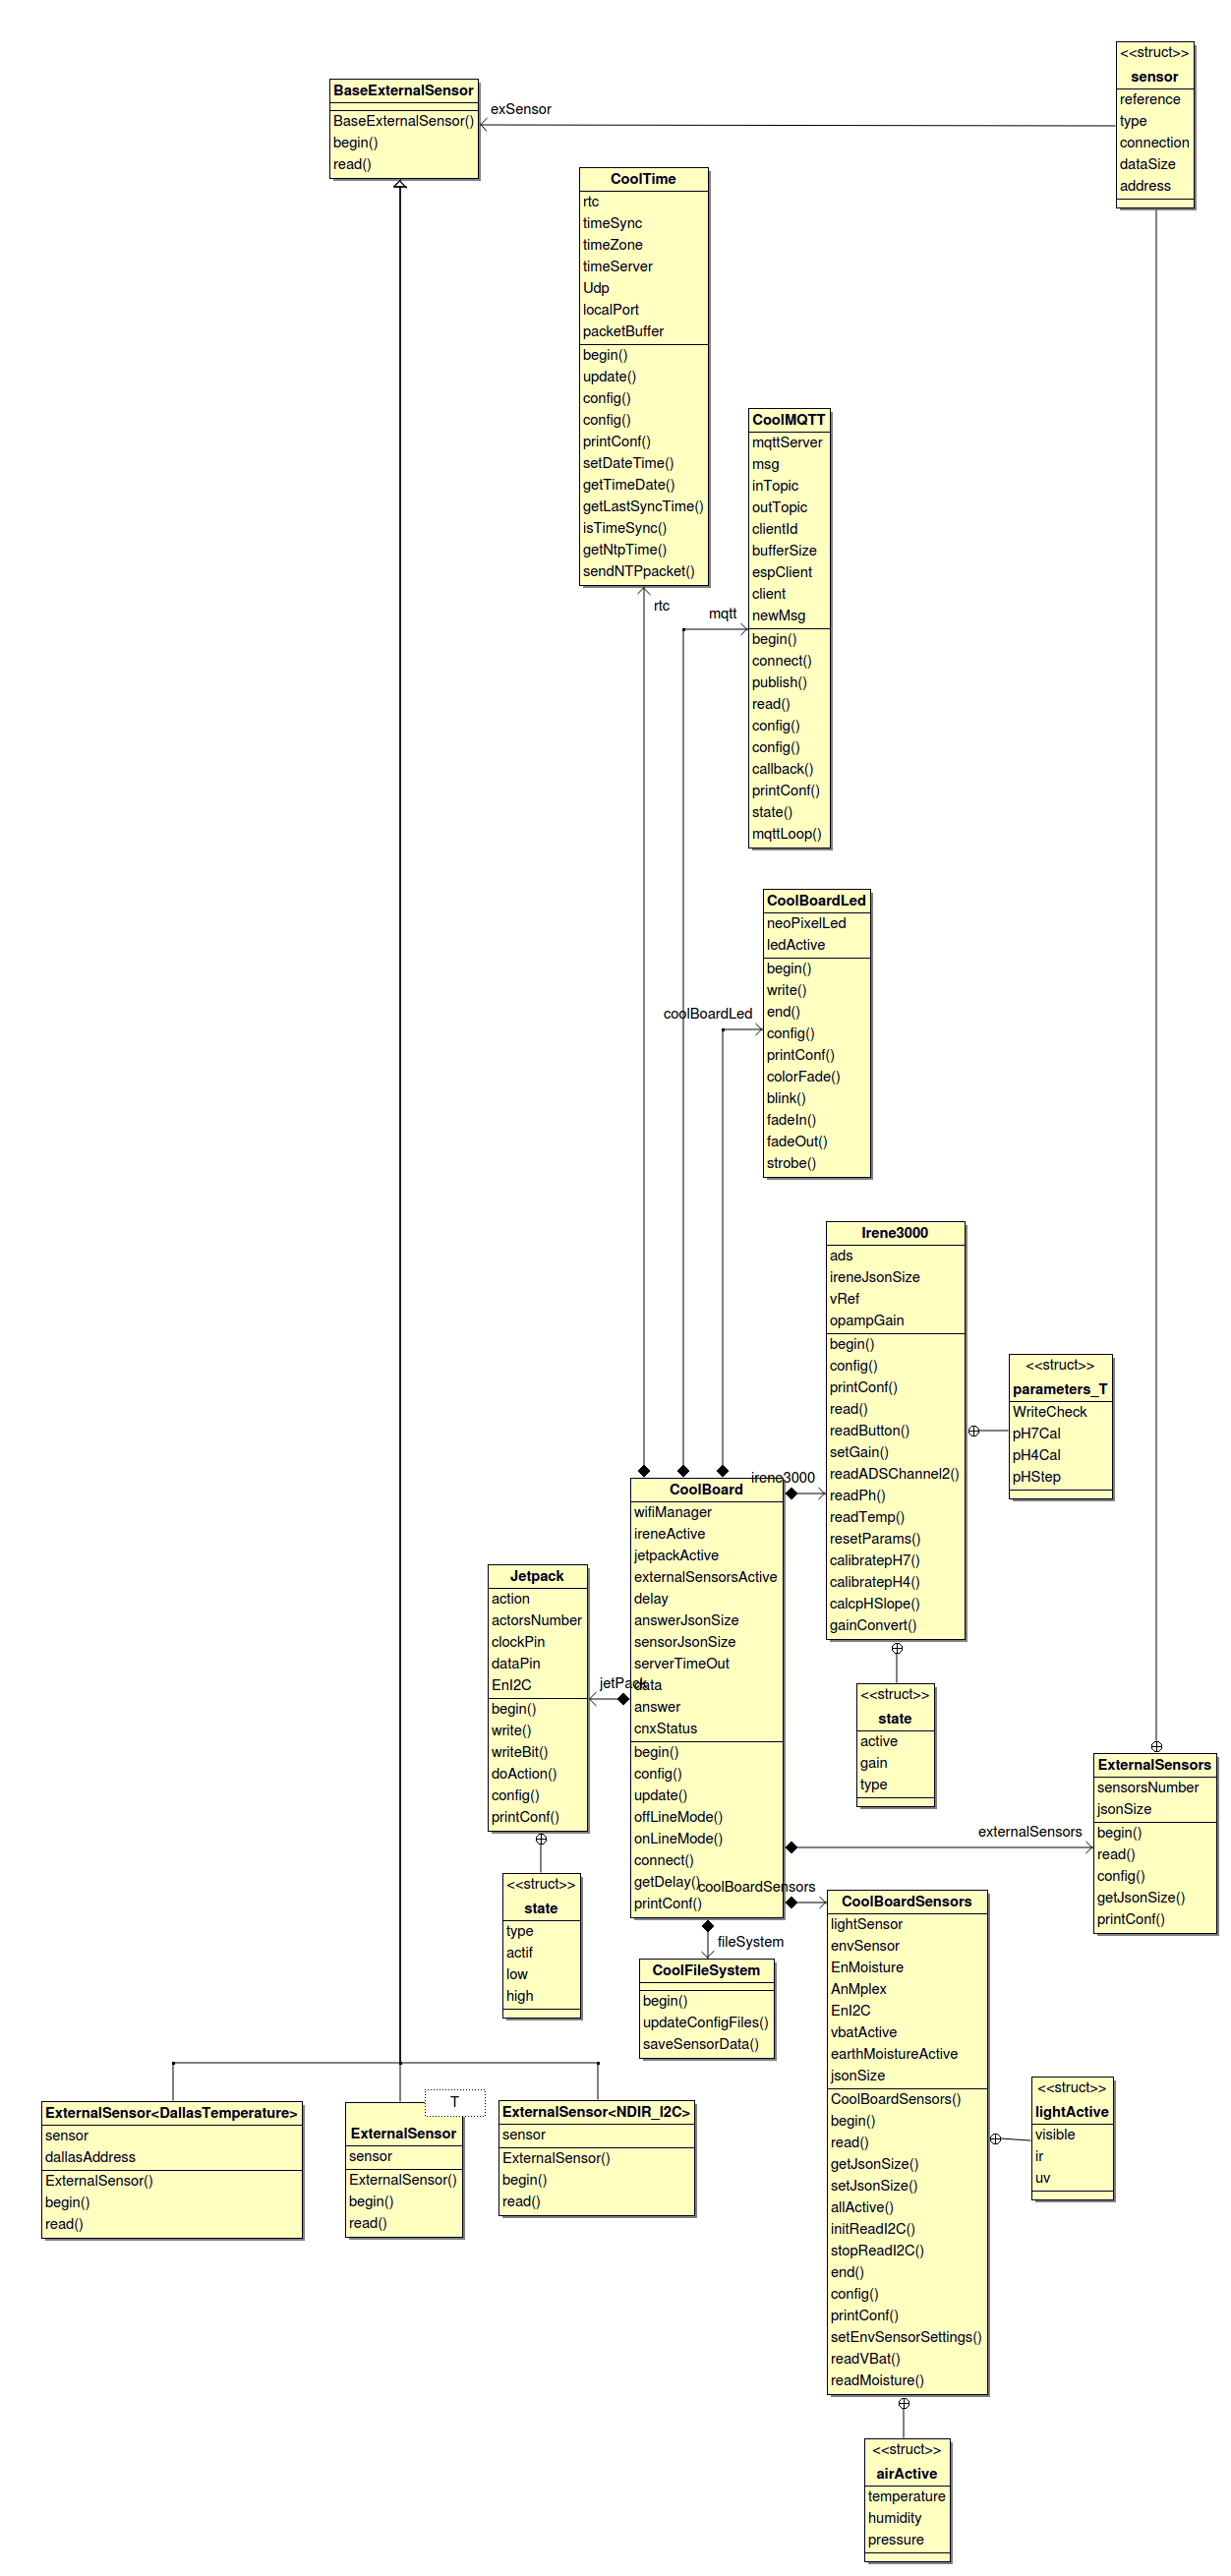 <<struct>>
sensor
reference
type
connection
dataSize
address
BaseExternalSensor
BaseExternalSensor()
begin()
read()
exSensor
CoolTime
rtc
timeSync
timeZone
timeServer
Udp
localPort
packetBuffer
begin()
update()
config()
config()
printConf()
setDateTime()
getTimeDate()
getLastSyncTime()
isTimeSync()
getNtpTime()
sendNTPpacket()
rtc
CoolMQTT
mqttServer
msg
inTopic
outTopic
clientId
bufferSize
espClient
client
newMsg
begin()
connect()
publish()
read()
config()
config()
callback()
printConf()
state()
mqttLoop()
mqtt
CoolBoardLed
neoPixelLed
ledActive
begin()
write()
end()
config()
printConf()
colorFade()
blink()
fadeIn()
fadeOut()
strobe()
coolBoardLed
Irene3000
ads
ireneJsonSize
vRef
opampGain
begin()
config()
printConf()
read()
readButton()
setGain()
readADSChannel2()
readPh()
readTemp()
resetParams()
calibratepH7()
calibratepH4()
calcpHSlope()
gainConvert()
<<struct>>
parameters_T
WriteCheck
pH7Cal
pH4Cal
pHStep
irene3000
CoolBoard
wifiManager
ireneActive
jetpackActive
externalSensorsActive
delay
answerJsonSize
sensorJsonSize
serverTimeOut
data
answer
cnxStatus
begin()
config()
update()
offLineMode()
onLineMode()
connect()
getDelay()
printConf()
Jetpack
action
actorsNumber
clockPin
dataPin
EnI2C
begin()
write()
writeBit()
doAction()
config()
printConf()
jetPack
<<struct>>
state
active
gain
type
ExternalSensors
sensorsNumber
jsonSize
begin()
read()
config()
getJsonSize()
printConf()
externalSensors
coolBoardSensors
<<struct>>
state
type
actif
low
high
fileSystem
CoolFileSystem
begin()
updateConfigFiles()
saveSensorData()
CoolBoardSensors
lightSensor
envSensor
EnMoisture
AnMplex
EnI2C
vbatActive
earthMoistureActive
jsonSize
CoolBoardSensors()
begin()
read()
getJsonSize()
setJsonSize()
allActive()
initReadI2C()
stopReadI2C()
end()
config()
printConf()
setEnvSensorSettings()
readVBat()
readMoisture()
<<struct>>
lightActive
visible
ir
uv
ExternalSensor<DallasTemperature>
sensor
dallasAddress
ExternalSensor()
begin()
read()
T
ExternalSensor
sensor
ExternalSensor()
begin()
read()
ExternalSensor<NDIR_I2C>
sensor
ExternalSensor()
begin()
read()
<<struct>>
airActive
temperature
humidity
pressure